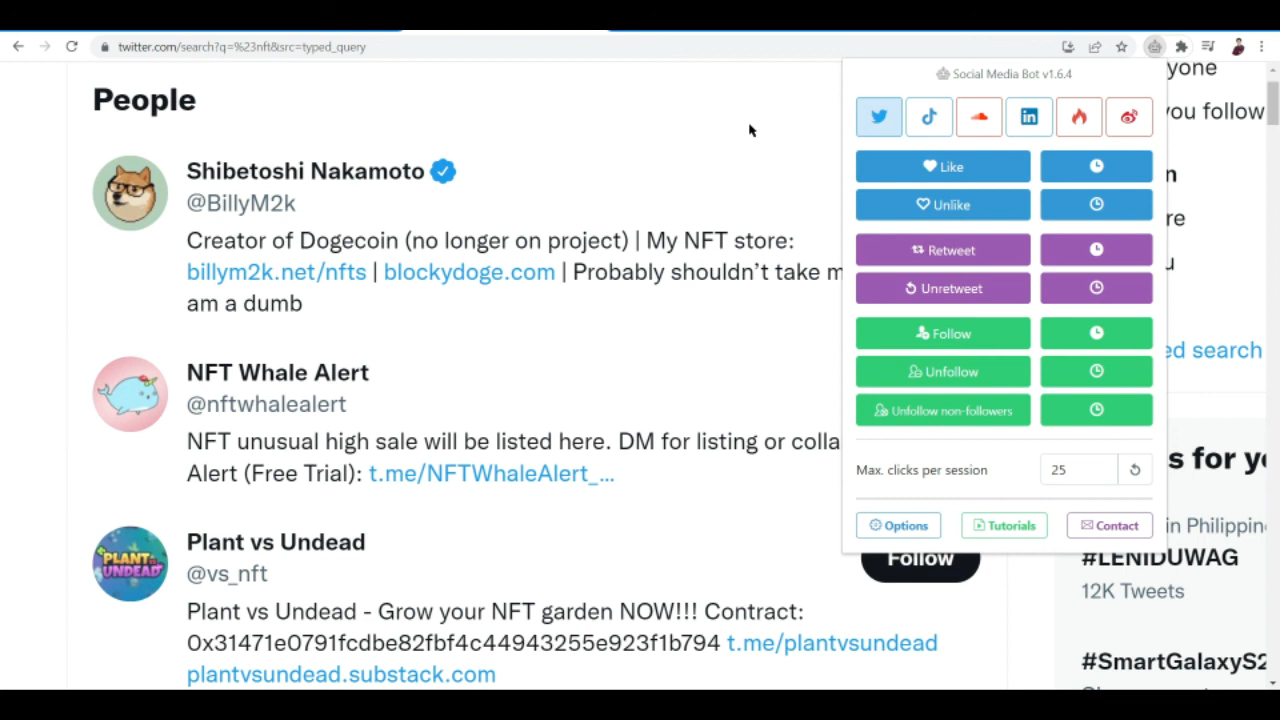 twitter.com/search?q=%23nft&src=typed_query
People
Shibetoshi Nakamoto
@BillyM2k
Creator of Dogecoin (no longer on project) | My NFT store:
billym2k.net/nfts | blockydoge.com | Probably shouldn't take m
am a dumb
NFT Whale Alert
@nftwhalealert
NFT unusual high sale will be listed here. DM for listing or colla
Alert (Free Trial): t.me/NFTWhaleAlert_...
PLANT
UNDEAD
Plant vs Undead
@vs_nft
Follow
Plant vs Undead - Grow your NFT garden NOW!!! Contract:
0x31471e0791fcdbe82fbf4c44943255e923f1b794 t.me/plantvsundead
plantvsundead.substack.com
Social Media Bot v1.6.4
in
Like
Unlike
Retweet
Unretweet
Follow
Unfollow
Unfollow non-followers
Max. clicks per session 25
Options Tutorials Contact
yone
you follow
n
re
u
ed search
s for y
in Philippin
#LENIDUWAG
12K Tweets
#SmartGalaxyS2